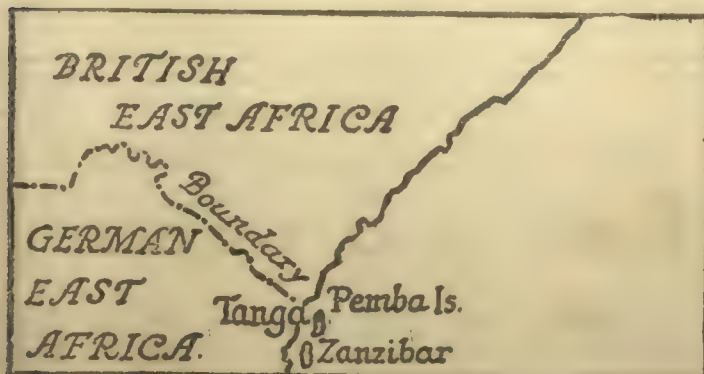 BRITISH
EAST AFRICA
Boundary
GERMAN
EAST
AFRICA.
Tanga
Pemba Is.
Zanzibar